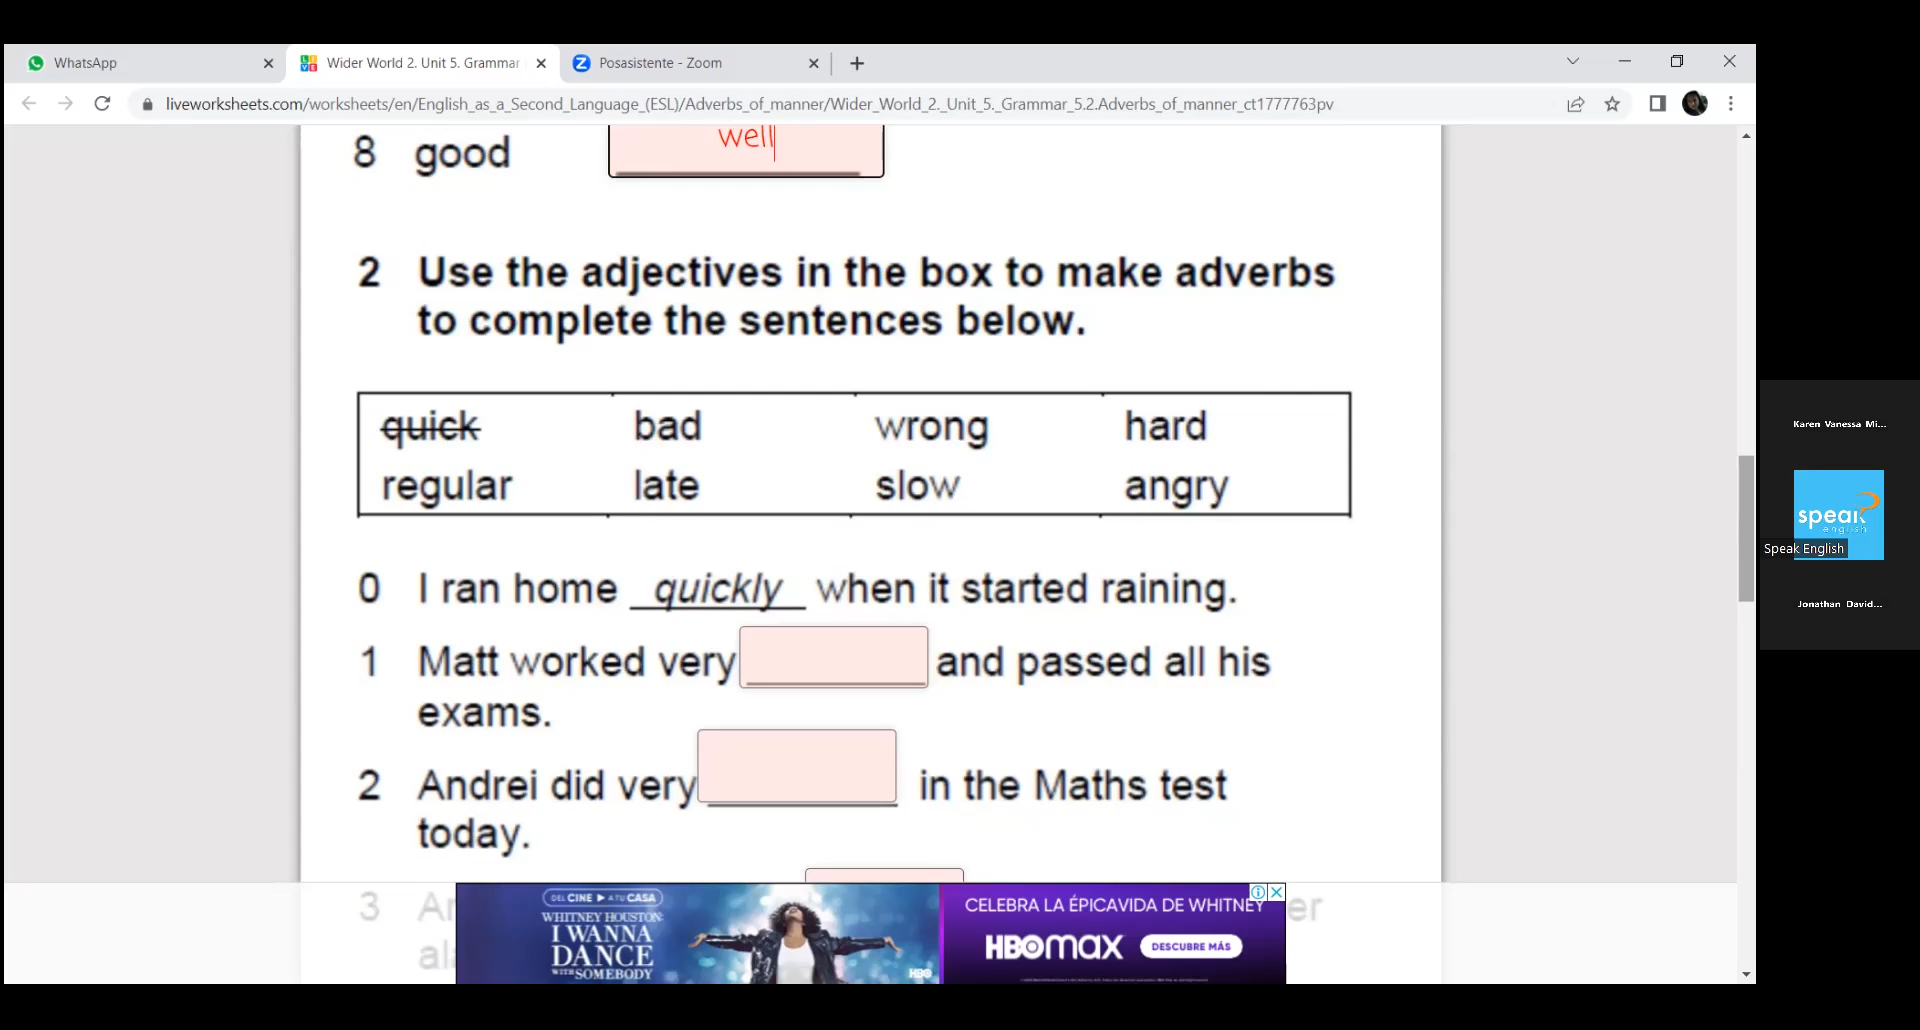 WhatsApp
Wider World 2. Unit 5. Grammar
Posasistente - Zoom
liveworksheets.com/worksheets/en/English_as_a_Second_Language_(ESL)/Adverbs_of_manner/Wider_World_2._Unit_5._Grammar_5.2.Adverbs_of_manner_ct1777763pv
8 good well
2 Use the adjectives in the box to make adverbs
to complete the sentences below.
quick bad wrong hard
regular late slow angry
0 I ran home quickly when it started raining.
1 Matt worked very and passed all his
exams.
2 Andrei did very in the Maths test
today.
3
DEL CINE ▶ A TU CASA
WHITNEY HOUSTON:
I WANNA
DANCE
WITH SOMEBODY
HBO
CELEBRA LA ÉPICAVIDA DE WHITNEY
HBOMAX DESCUBRE MÁS
Karen Vanessa Mi...
speak
english
Speak English
Jonathan David...